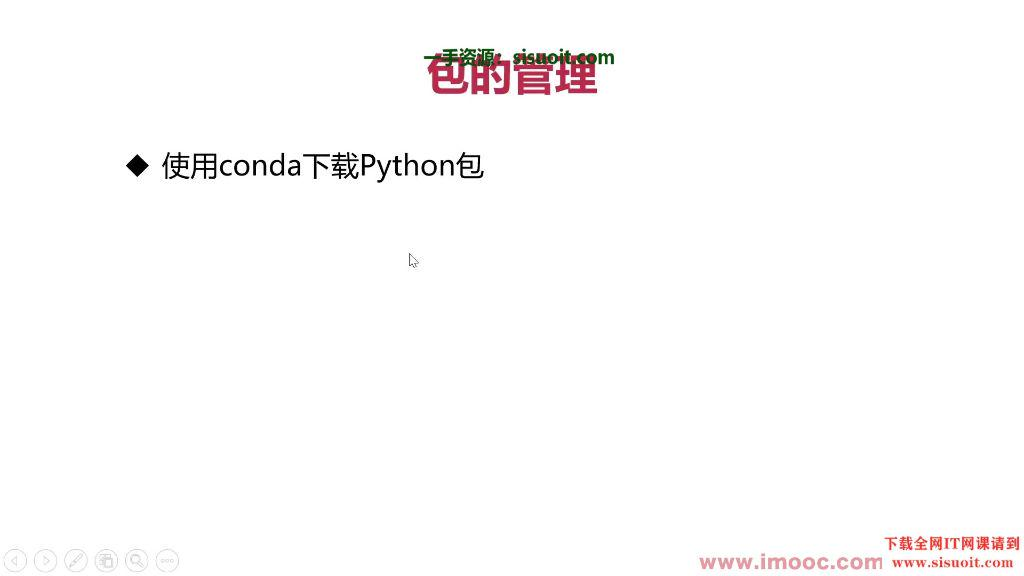 一手资源：sisuoit.com
包的管理
◆ 使用conda下载Python包
下载全网IT网课请到
www.imooc.com
www.sisuoit.com